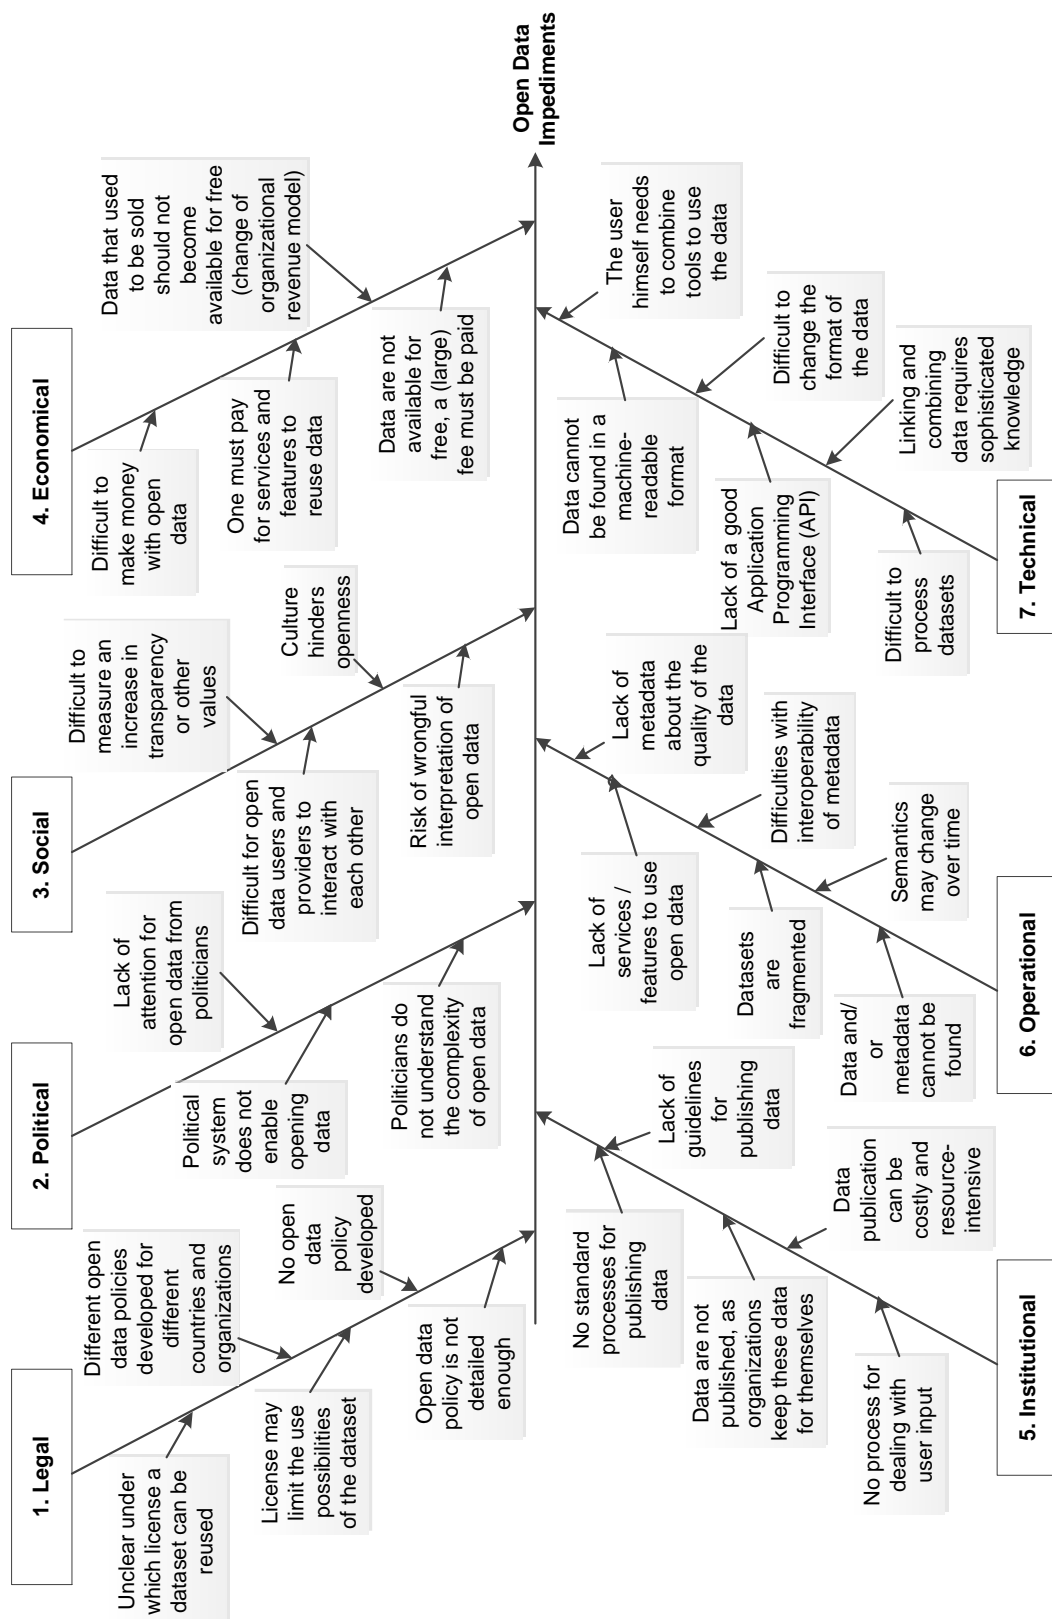 1. Legal
Unclear under
which license a
dataset can be
reused
Different open
data policies
developed for
different
countries and
organizations
License may
limit the use
possibilities
of the dataset
No open
data
policy
developed
Open data
policy is not
detailed
enough
2. Political
Lack of
attention for
open data from
politicians
Political
system
does not
enable
opening
data
Politicians do
not understand
the complexity
of open data
3. Social
Difficult to
measure an
increase in
transparency
or other
values
Difficult for open
data users and
providers to
interact with
each other
Culture
hinders
openness
Risk of wrongful
interpretation of
open data
4. Economical
Difficult to
make money
with open
data
Data that used
to be sold
should not
become
available for free
(change of
organizational
revenue model)
One must pay
for services and
features to
reuse data
Data are not
available for
free, a (large)
fee must be paid
Open Data
Impediments
5. Institutional
No standard
processes for
publishing
data
Lack of
guidelines
for
publishing
data
Data are not
published, as
organizations
keep these data
for themselves
Data
publication
can be
costly and
resource-
intensive
No process for
dealing with
user input
6. Operational
Lack of
metadata
about the
quality of the
data
Lack of
services /
features to use
open data
Difficulties with
interoperability
of metadata
Datasets
are
fragmented
Semantics
may change
over time
Data and/
or
metadata
cannot be
found
7. Technical
The user
himself needs
to combine
tools to use
the data
Data cannot
be found in a
machine-
readable
format
Difficult to
change the
format of
the data
Lack of a good
Application
Programming
Interface (API)
Linking and
combining
data requires
sophisticated
knowledge
Difficult to
process
datasets